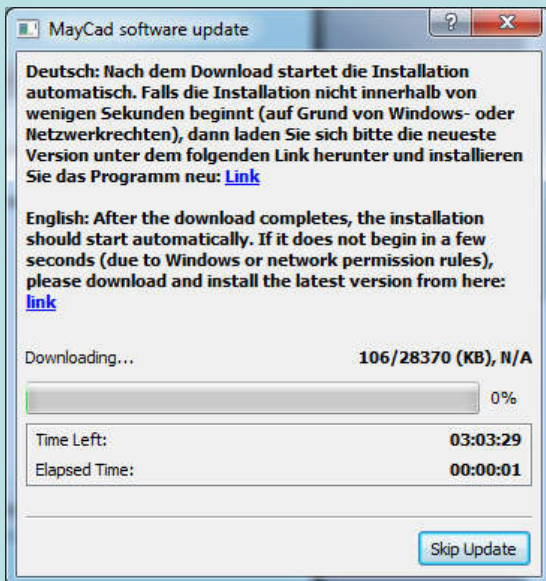 MayCad software update
Deutsch: Nach dem Download startet die Installation
automatisch. Falls die Installation nicht innerhalb von
wenigen Sekunden beginnt (auf Grund von Windows- oder
Netzwerkrechten), dann laden Sie sich bitte die neueste
Version unter dem folgenden Link herunter und installieren
Sie das Programm neu: Link
English: After the download completes, the installation
should start automatically. If it does not begin in a few
seconds (due to Windows or network permission rules),
please download and install the latest version from here:
link
Downloading... 106/28370 (KB), N/A
0%
Time Left: 03:03:29
Elapsed Time: 00:00:01
Skip Update